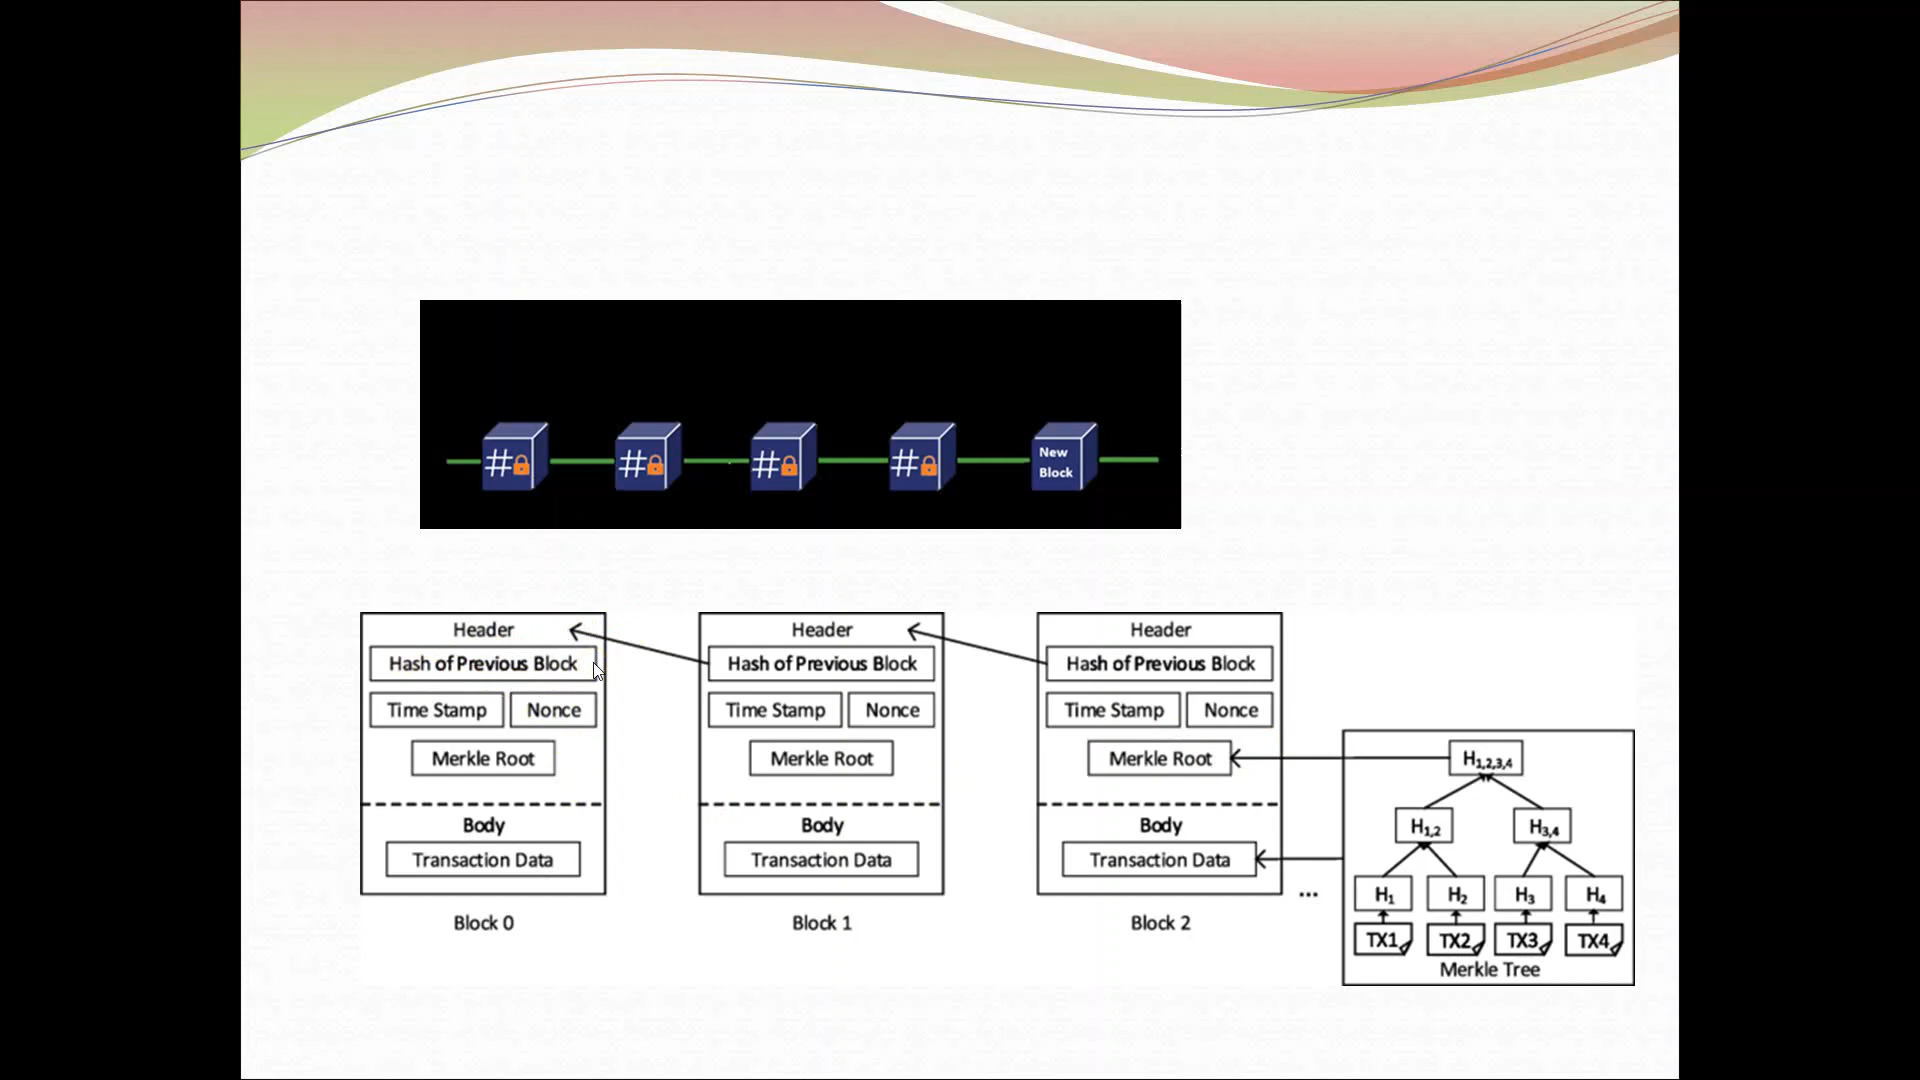 # # # # New
Block
Header Header Header
Hash of Previous Block Hash of Previous Block Hash of Previous Block
Time Stamp Nonce Time Stamp Nonce Time Stamp Nonce
Merkle Root Merkle Root Merkle Root H1,2,3,4
Body Body Body H1,2 H3,4
Transaction Data Transaction Data Transaction Data
... H1 H2 H3 H4
Block 0 Block 1 Block 2
TX1 TX2 TX3 TX4
Merkle Tree